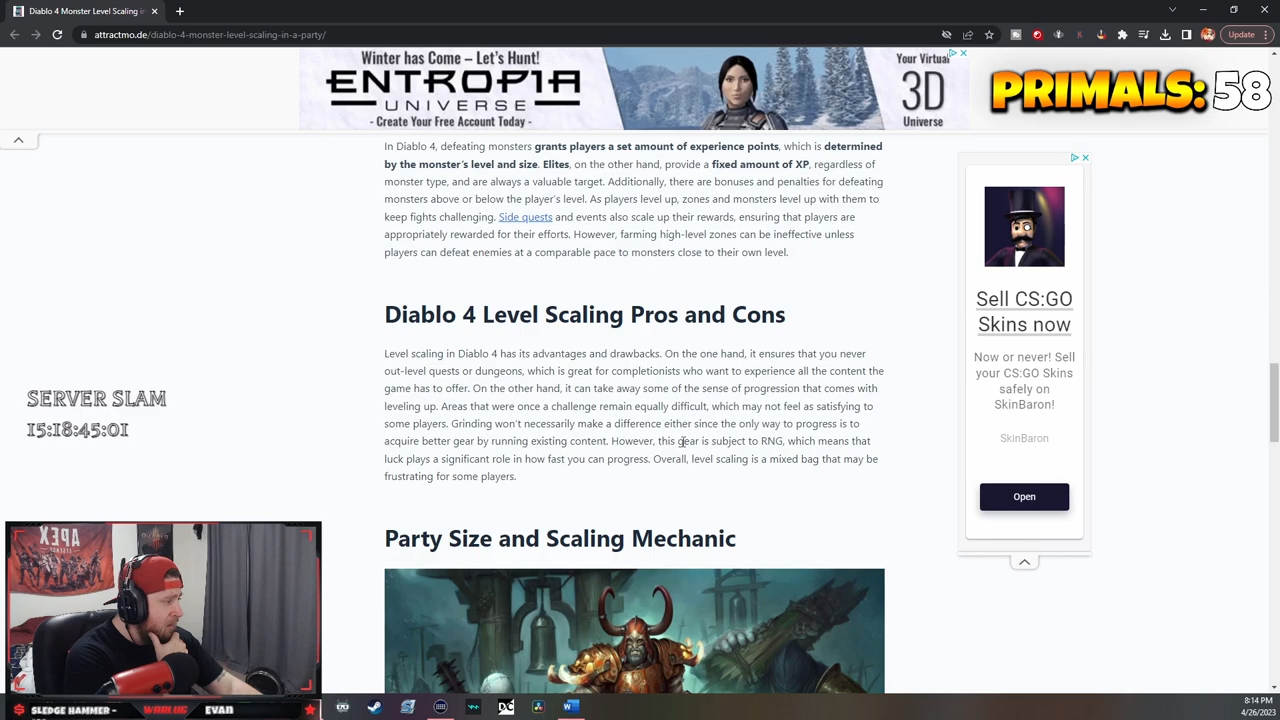 Diablo 4 Monster Level Scaling in
Update
attractmo.de/diablo-4-monster-level-scaling-in-a-party/
Winter has Come – Let's Hunt!
ENTROPIA
UNIVERSE
- Create Your Free Account Today -
Your Virtual
3D
Universe
PRIMALS: 58
In Diablo 4, defeating monsters grants players a set amount of experience points, which is determined
by the monster's level and size. Elites, on the other hand, provide a fixed amount of XP, regardless of
monster type, and are always a valuable target. Additionally, there are bonuses and penalties for defeating
monsters above or below the player's level. As players level up, zones and monsters level up with them to
keep fights challenging. Side quests and events also scale up their rewards, ensuring that players are
appropriately rewarded for their efforts. However, farming high-level zones can be ineffective unless
players can defeat enemies at a comparable pace to monsters close to their own level.
Diablo 4 Level Scaling Pros and Cons
Level scaling in Diablo 4 has its advantages and drawbacks. On the one hand, it ensures that you never
out-level quests or dungeons, which is great for completionists who want to experience all the content the
game has to offer. On the other hand, it can take away some of the sense of progression that comes with
leveling up. Areas that were once a challenge remain equally difficult, which may not feel as satisfying to
some players. Grinding won't necessarily make a difference either since the only way to progress is to
acquire better gear by running existing content. However, this gear is subject to RNG, which means that
luck plays a significant role in how fast you can progress. Overall, level scaling is a mixed bag that may be
frustrating for some players.
Party Size and Scaling Mechanic
Sell CS:GO
Skins now
Now or never! Sell
your CS:GO Skins
safely on
SkinBaron!
SkinBaron
Open
SERVER SLAM
15:18:45:01
APEX
LEGENDS
SLEDGE HAMMER -
WARLUC
EVAN
DC
8:14 PM
4/26/2023